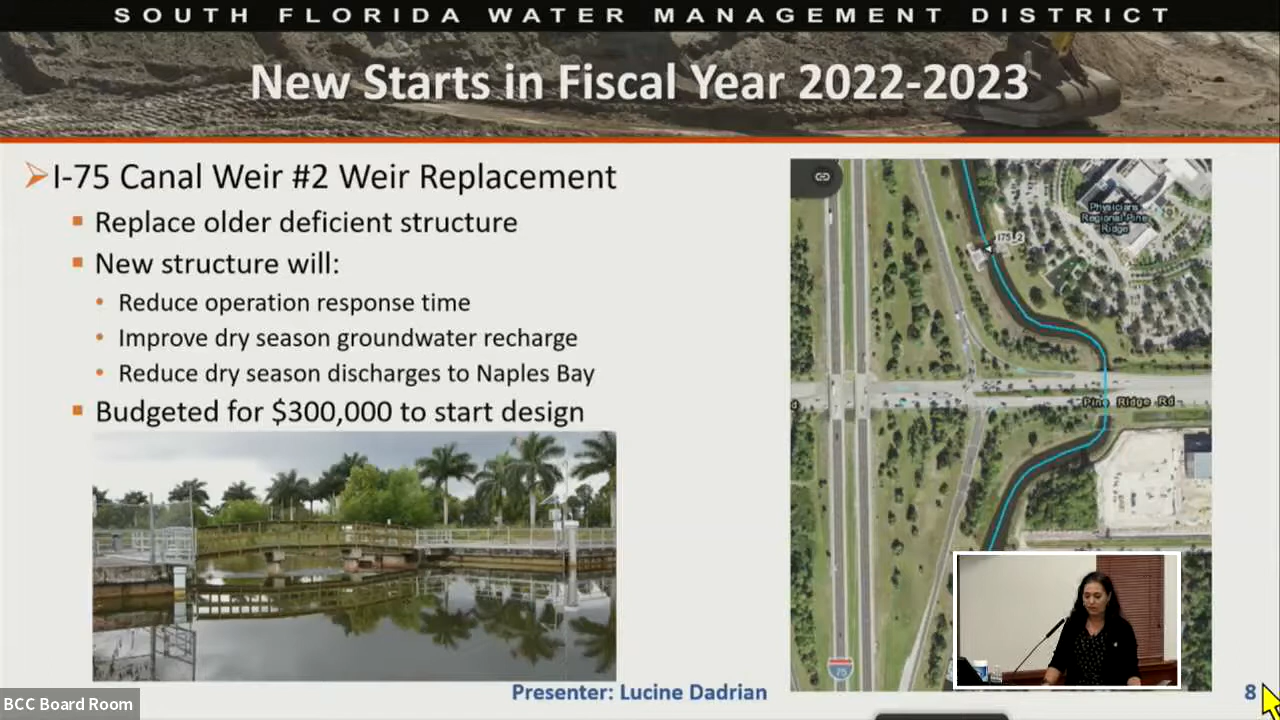 SOUTH FLORIDA WATER MANAGEMENT DISTRICT
New Starts in Fiscal Year 2022-2023
I-75 Canal Weir #2 Weir Replacement
Replace older deficient structure
New structure will:
Reduce operation response time
Improve dry season groundwater recharge
Reduce dry season discharges to Naples Bay
Budgeted for $300,000 to start design
Physicians
Regional Pine
Ridge
I75_2
d
Pine Ridge Rd
75
Presenter: Lucine Dadrian
8
BCC Board Room